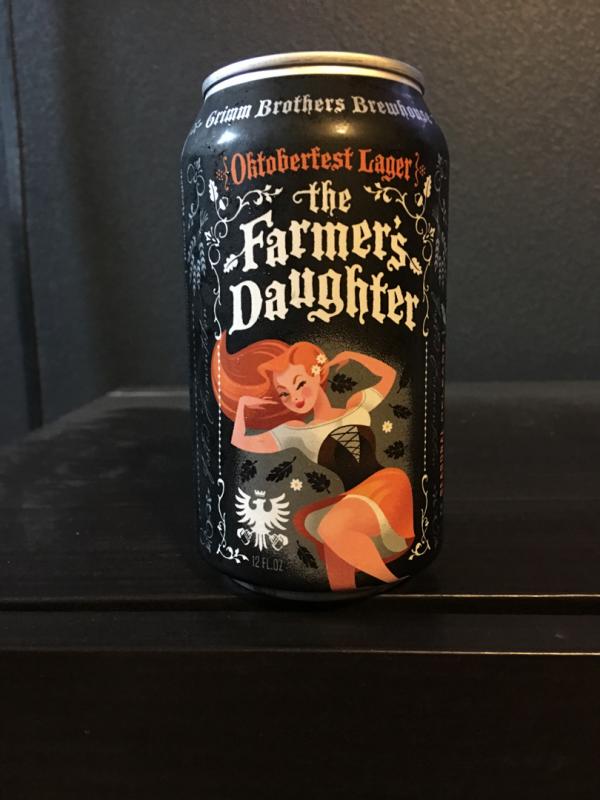 Grimm Brothers Brewhouse
Oktoberfest Lager
the
Farmer's
Daughter
12 FL.OZ